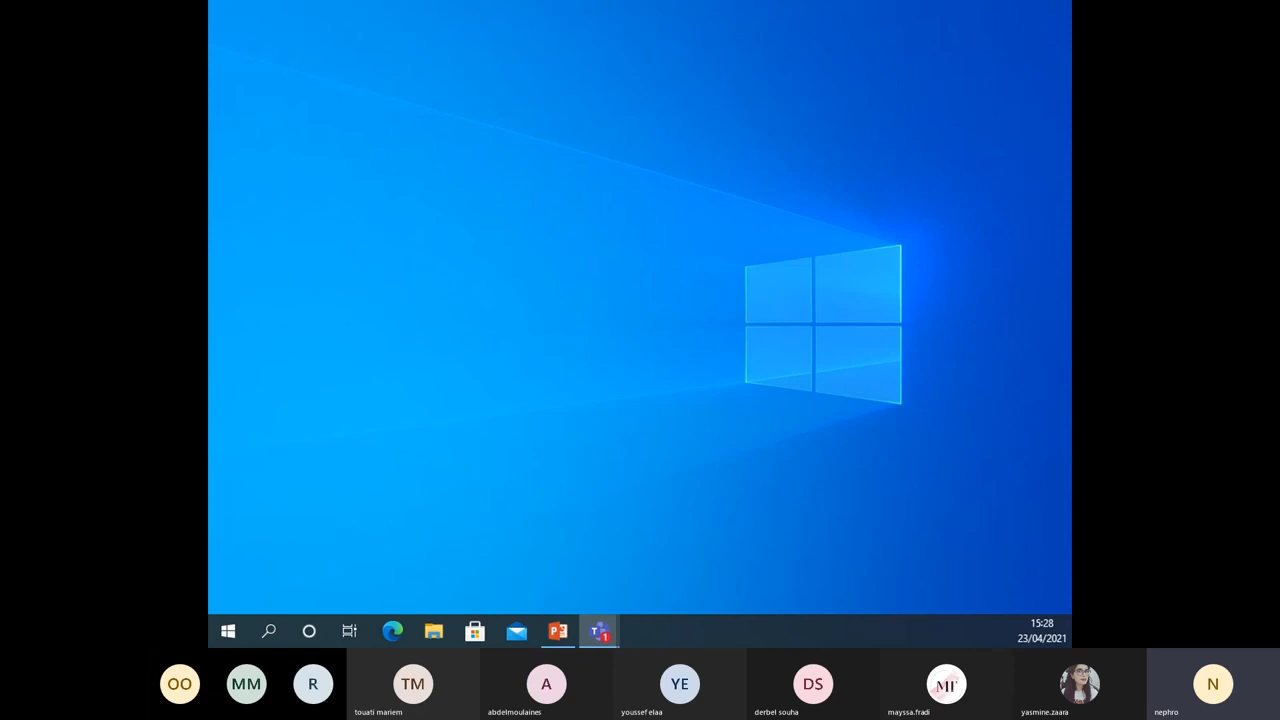 1
15:28
23/04/2021
OO
MM
R
TM
A
YE
DS
MF
N
touati mariem
abdelmoulaines
youssef elaa
derbel souha
mayssa.fradi
yasmine.zaara
nephro